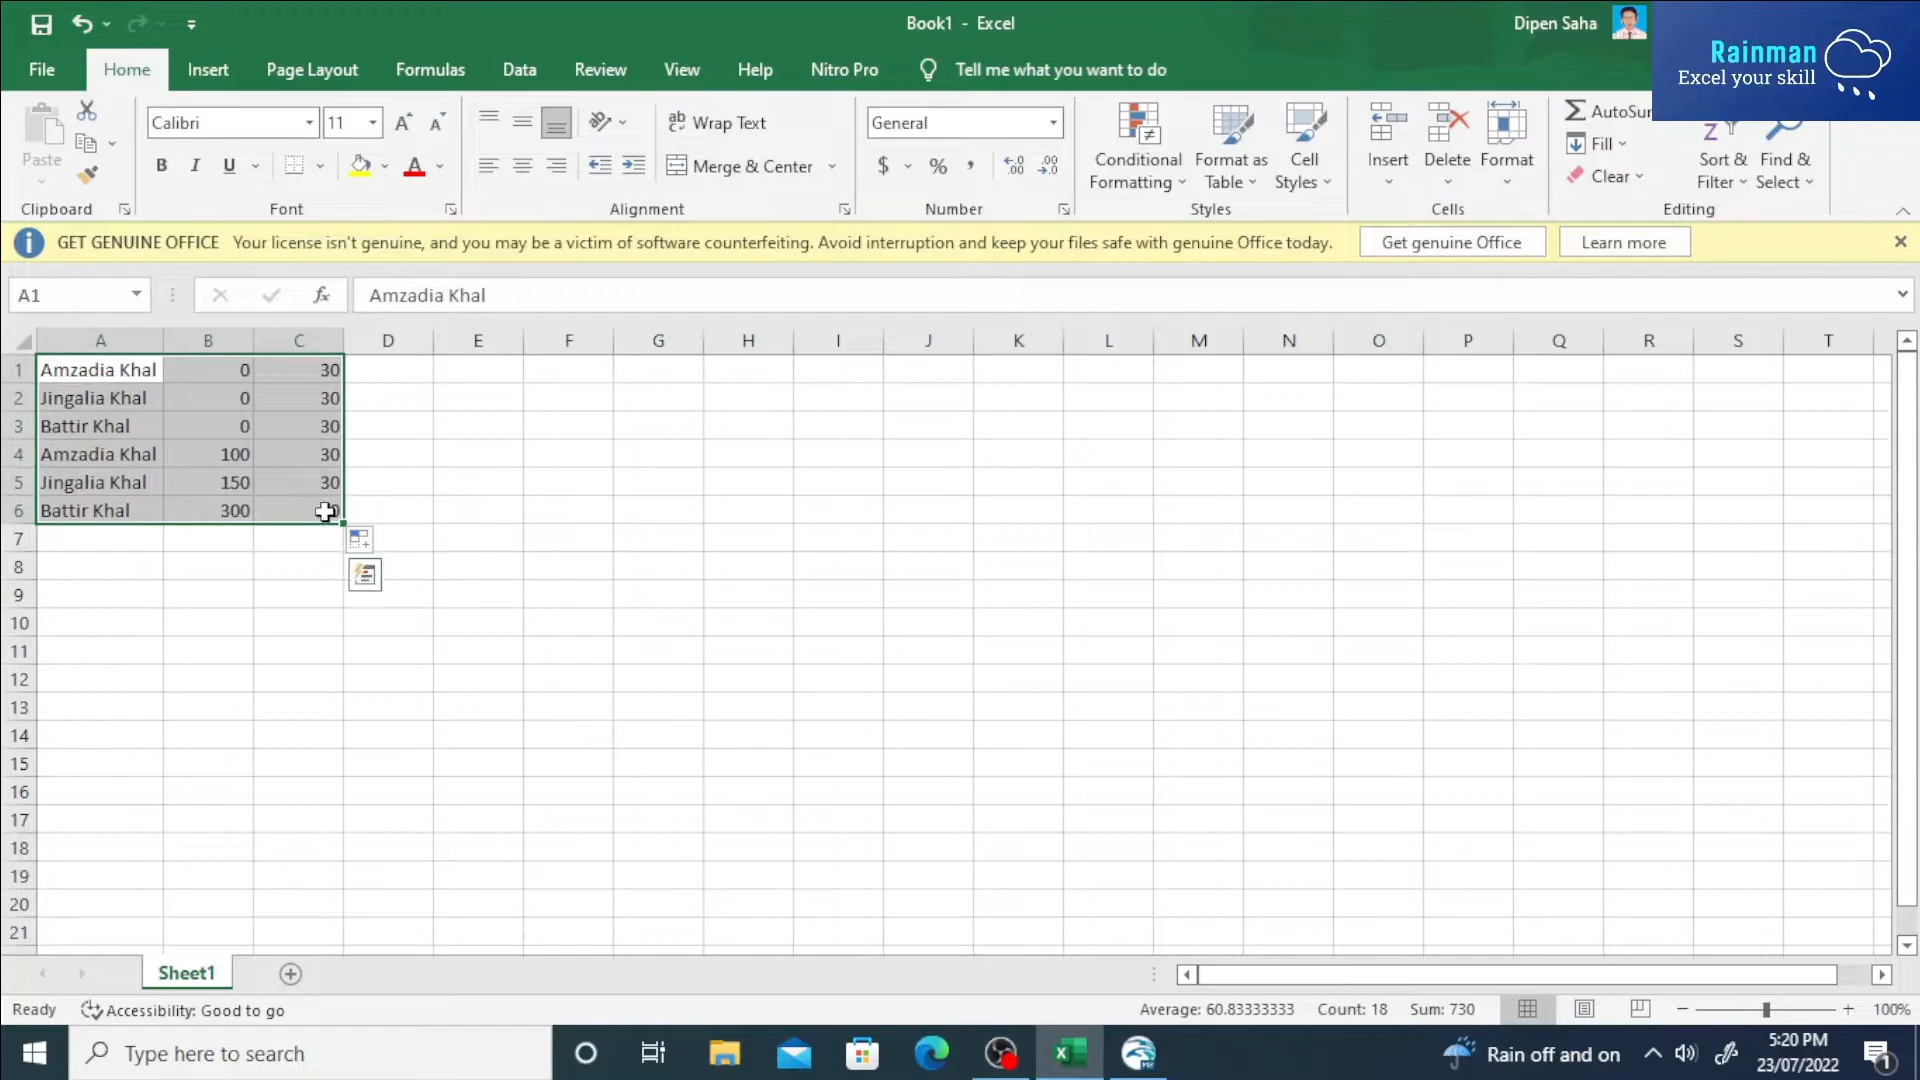 Book1 - Excel
Dipen Saha
Rainman
Excel your skill
File Home Insert Page Layout Formulas Data Review View Help Nitro Pro Tell me what you want to do
Paste
Calibri 11
B I U
Wrap Text
Merge & Center
General
$ %
Conditional Formatting
Format as Table
Cell Styles
Insert Delete Format
AutoSum
Fill
Clear
Sort & Filter
Find & Select
Clipboard Font Alignment Number Styles Cells Editing
GET GENUINE OFFICE Your license isn't genuine, and you may be a victim of software counterfeiting. Avoid interruption and keep your files safe with genuine Office today. Get genuine Office Learn more
A1 fx Amzadia Khal
A B C D E F G H I J K L M N O P Q R S T
1 Amzadia Khal 0 30
2 Jingalia Khal 0 30
3 Battir Khal 0 30
4 Amzadia Khal 100 30
5 Jingalia Khal 150 30
6 Battir Khal 300
7
8
9
10
11
12
13
14
15
16
17
18
19
20
21
Sheet1
Ready Accessibility: Good to go Average: 60.83333333 Count: 18 Sum: 730 100%
Type here to search
Rain off and on
5:20 PM
23/07/2022
1